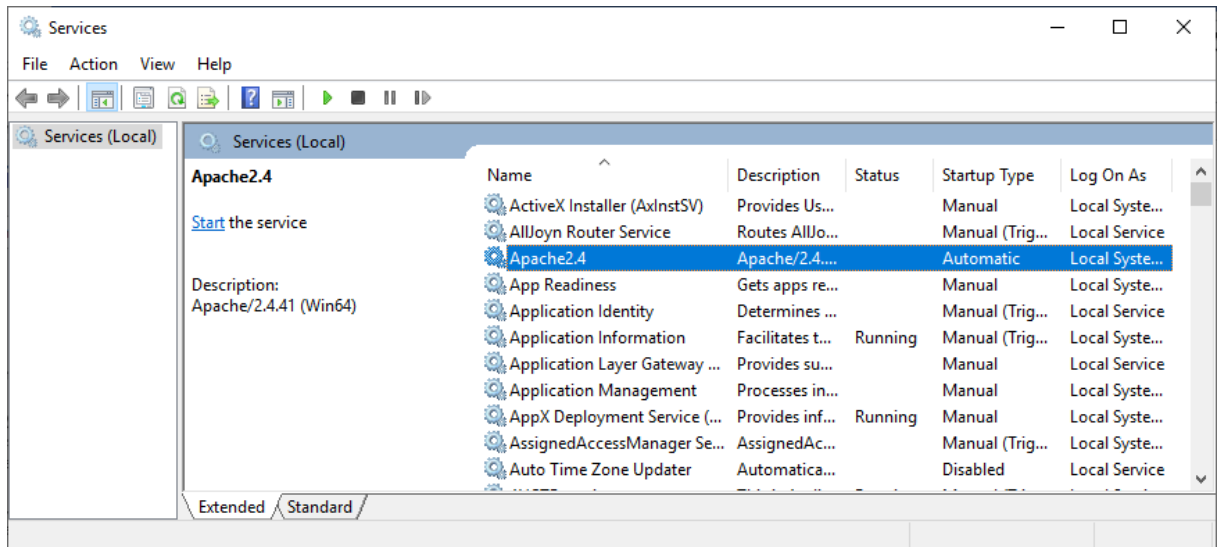 Services
File Action View Help
Services (Local)
Services (Local)
Apache2.4
Start the service
Description:
Apache/2.4.41 (Win64)
Name Description Status Startup Type Log On As
ActiveX Installer (AxInstSV) Provides Us... Manual Local Syste...
AllJoyn Router Service Routes AllJo... Manual (Trig... Local Service
Apache2.4 Apache/2.4.... Automatic Local Syste...
App Readiness Gets apps re... Manual Local Syste...
Application Identity Determines ... Manual (Trig... Local Service
Application Information Facilitates t... Running Manual (Trig... Local Syste...
Application Layer Gateway ... Provides su... Manual Local Service
Application Management Processes in... Manual Local Syste...
AppX Deployment Service (... Provides inf... Running Manual Local Syste...
AssignedAccessManager Se... AssignedAc... Manual (Trig... Local Syste...
Auto Time Zone Updater Automatica... Disabled Local Service
Extended Standard